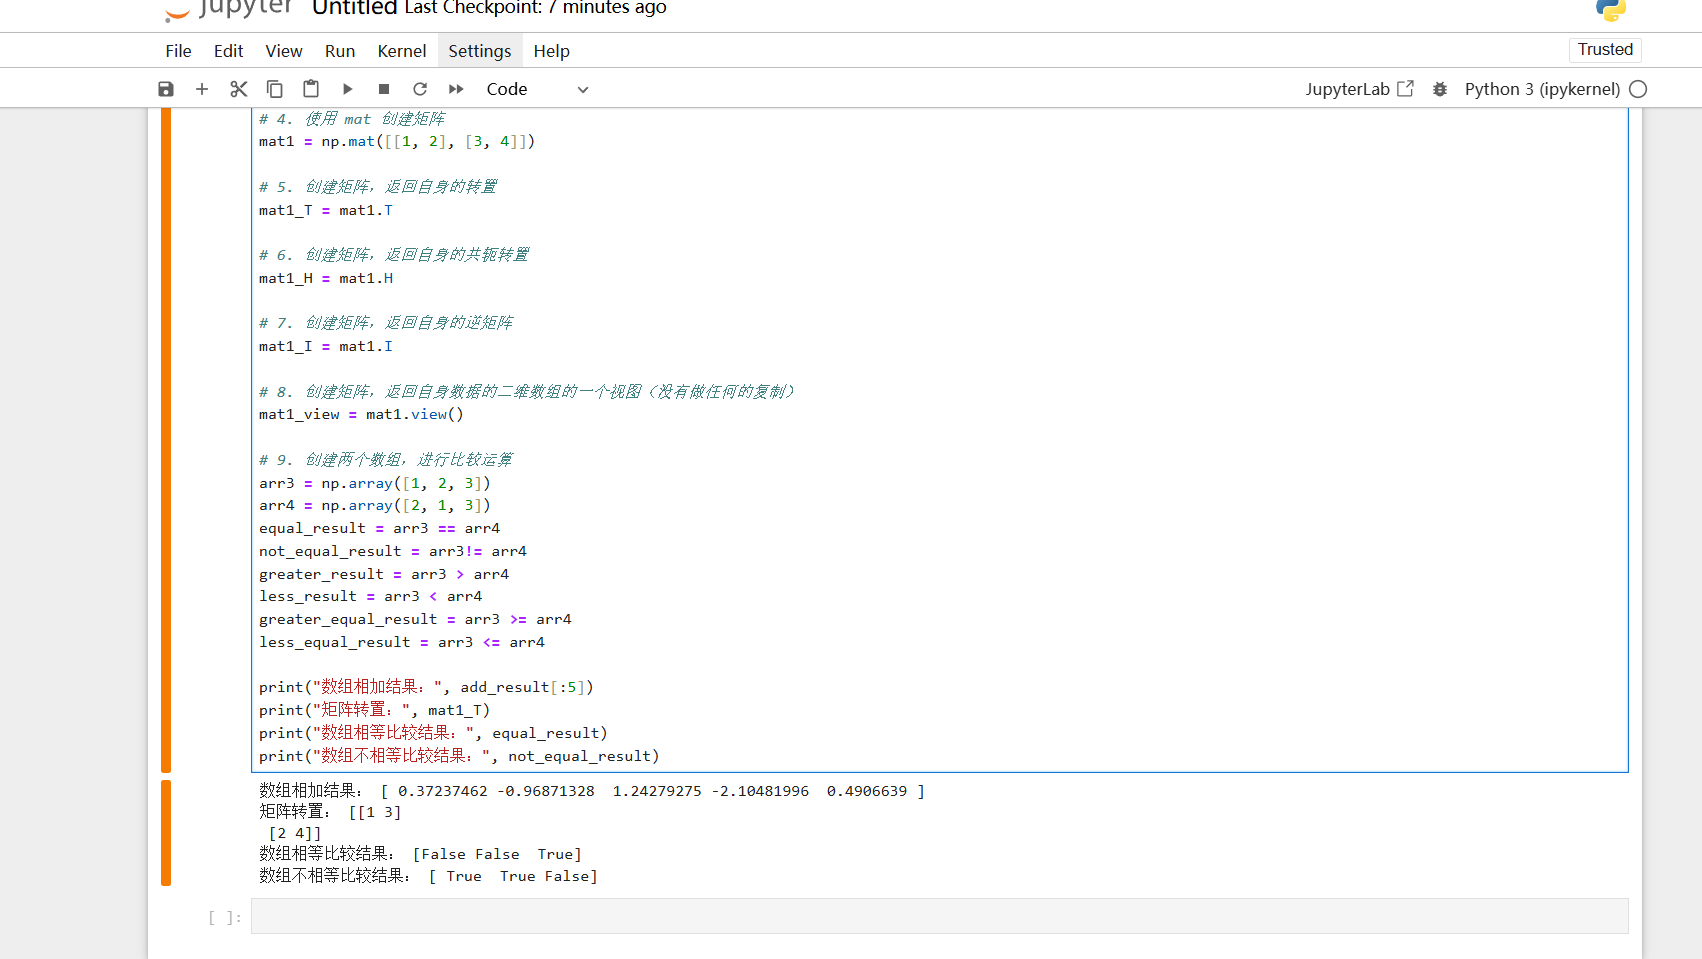 jupyter Untitled Last Checkpoint: 7 minutes ago
File Edit View Run Kernel Settings Help Trusted
Code JupyterLab Python 3 (ipykernel)
# 4. 使用 mat 创建矩阵
mat1 = np.mat([[1, 2], [3, 4]])
# 5. 创建矩阵，返回自身的转置
mat1_T = mat1.T
# 6. 创建矩阵，返回自身的共轭转置
mat1_H = mat1.H
# 7. 创建矩阵，返回自身的逆矩阵
mat1_I = mat1.I
# 8. 创建矩阵，返回自身数据的二维数组的一个视图（没有做任何的复制）
mat1_view = mat1.view()
# 9. 创建两个数组，进行比较运算
arr3 = np.array([1, 2, 3])
arr4 = np.array([2, 1, 3])
equal_result = arr3 == arr4
not_equal_result = arr3!= arr4
greater_result = arr3 > arr4
less_result = arr3 < arr4
greater_equal_result = arr3 >= arr4
less_equal_result = arr3 <= arr4
print("数组相加结果：", add_result[:5])
print("矩阵转置：", mat1_T)
print("数组相等比较结果：", equal_result)
print("数组不相等比较结果：", not_equal_result)
数组相加结果： [ 0.37237462 -0.96871328  1.24279275 -2.10481996  0.4906639 ]
矩阵转置： [[1 3]
 [2 4]]
数组相等比较结果： [False False  True]
数组不相等比较结果： [ True  True False]
[ ]: